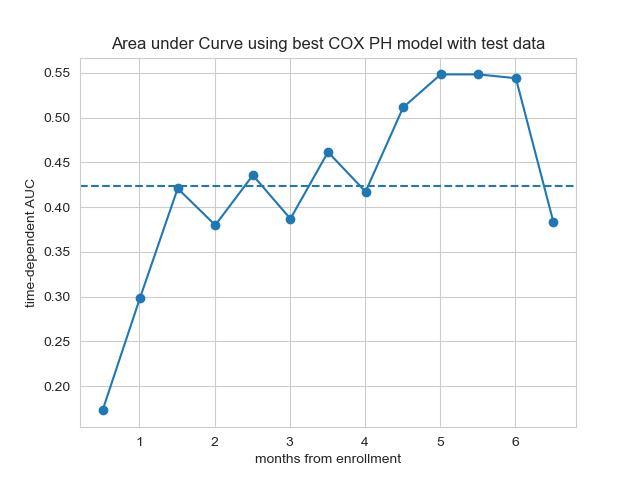 Area under Curve using best COX PH model with test data
time-dependent AUC
0.55
0.50
0.45
0.40
0.35
0.30
0.25
0.20
1 2 3 4 5 6
months from enrollment